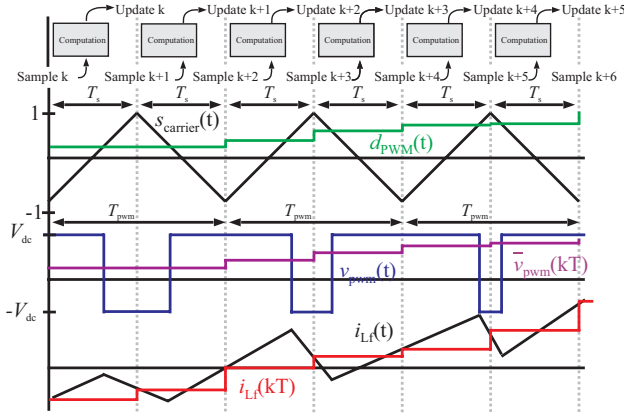 Update k Update k+1 Update k+2 Update k+3 Update k+4 Update k+5
Computation Computation Computation Computation Computation Computation
Sample k Sample k+1 Sample k+2 Sample k+3 Sample k+4 Sample k+5 Sample k+6
Ts Ts Ts Ts Ts Ts
1
scarrier(t)
dPWM(t)
-1
Tpwm Tpwm Tpwm
Vdc
vpwm(t) v̅pwm(kT)
-Vdc
iLf(t)
iLf(kT)